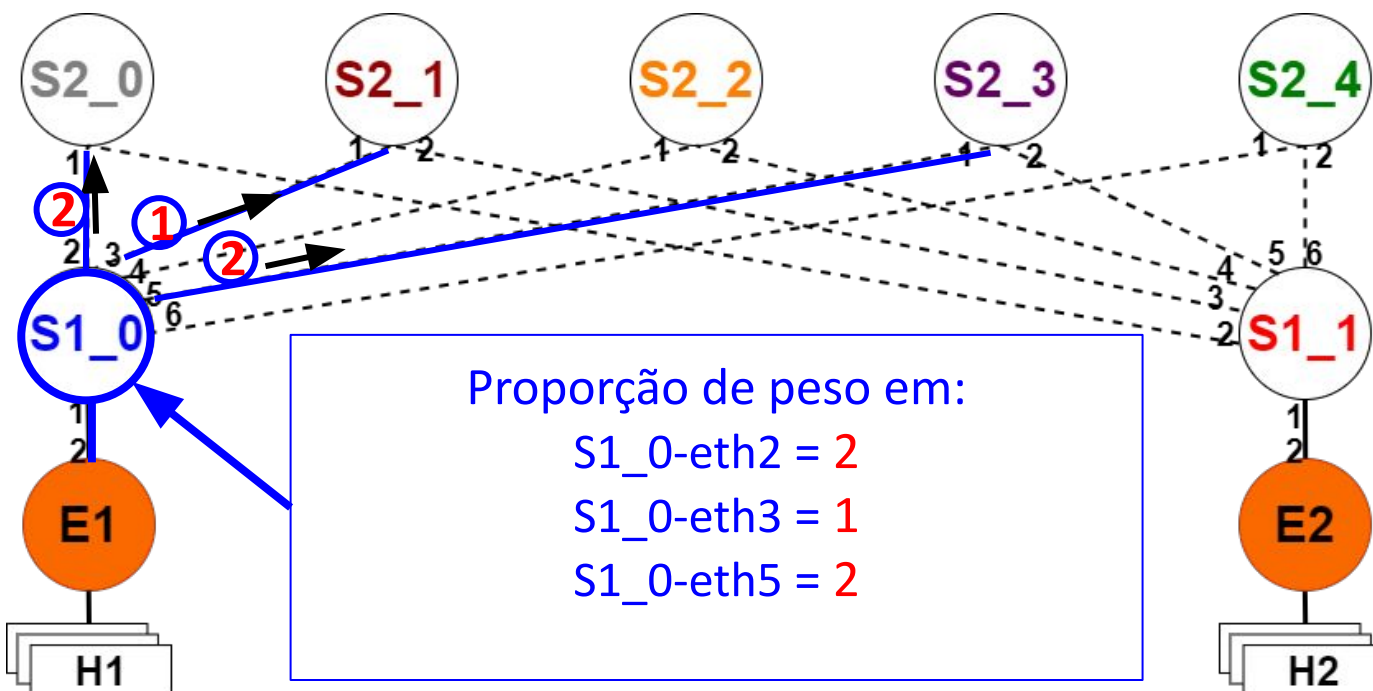 S2_0 S2_1 S2_2 S2_3 S2_4
1 1 2 1 2 1 2 1 2
2 1 2
2 3 4 5 6
5 6 4 3 2
S1_0 S1_1
Proporção de peso em:
S1_0-eth2 = 2
S1_0-eth3 = 1
S1_0-eth5 = 2
1 1
2 2
E1 E2
H1 H2